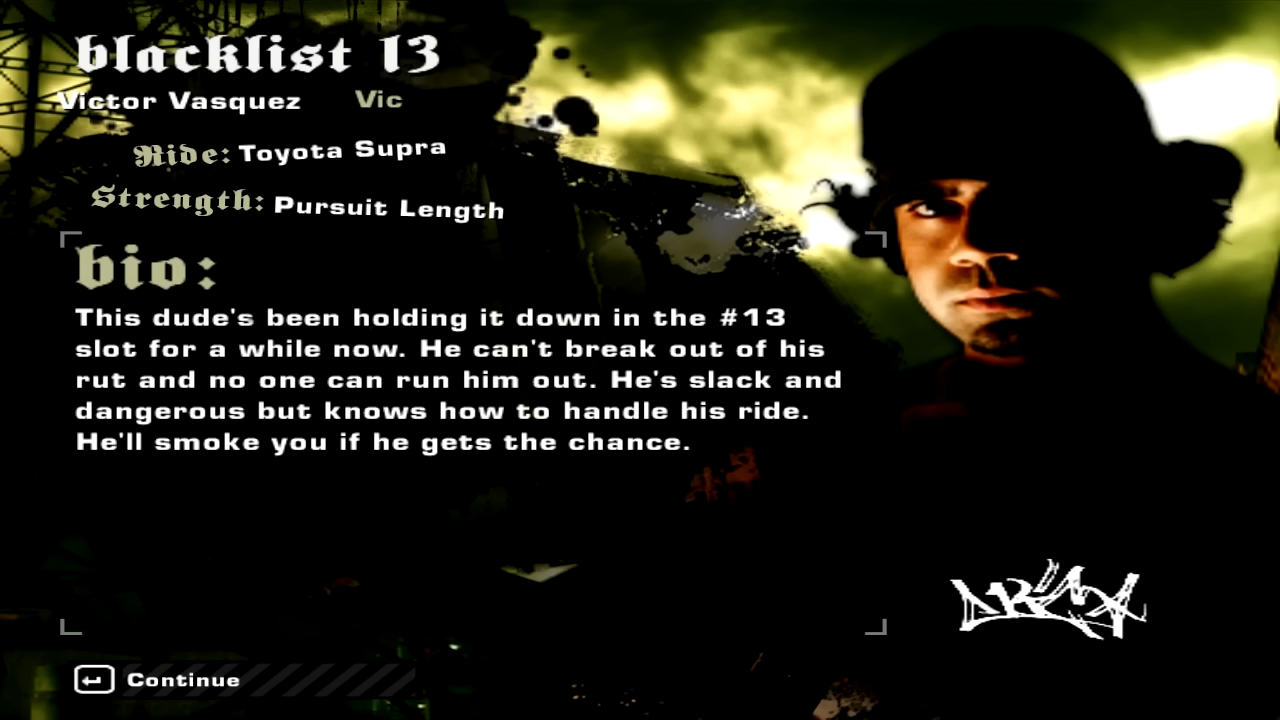 blacklist 13
Victor Vasquez Vic
Ride: Toyota Supra
Strength: Pursuit Length
bio:
This dude's been holding it down in the #13
slot for a while now. He can't break out of his
rut and no one can run him out. He's slack and
dangerous but knows how to handle his ride.
He'll smoke you if he gets the chance.
Continue